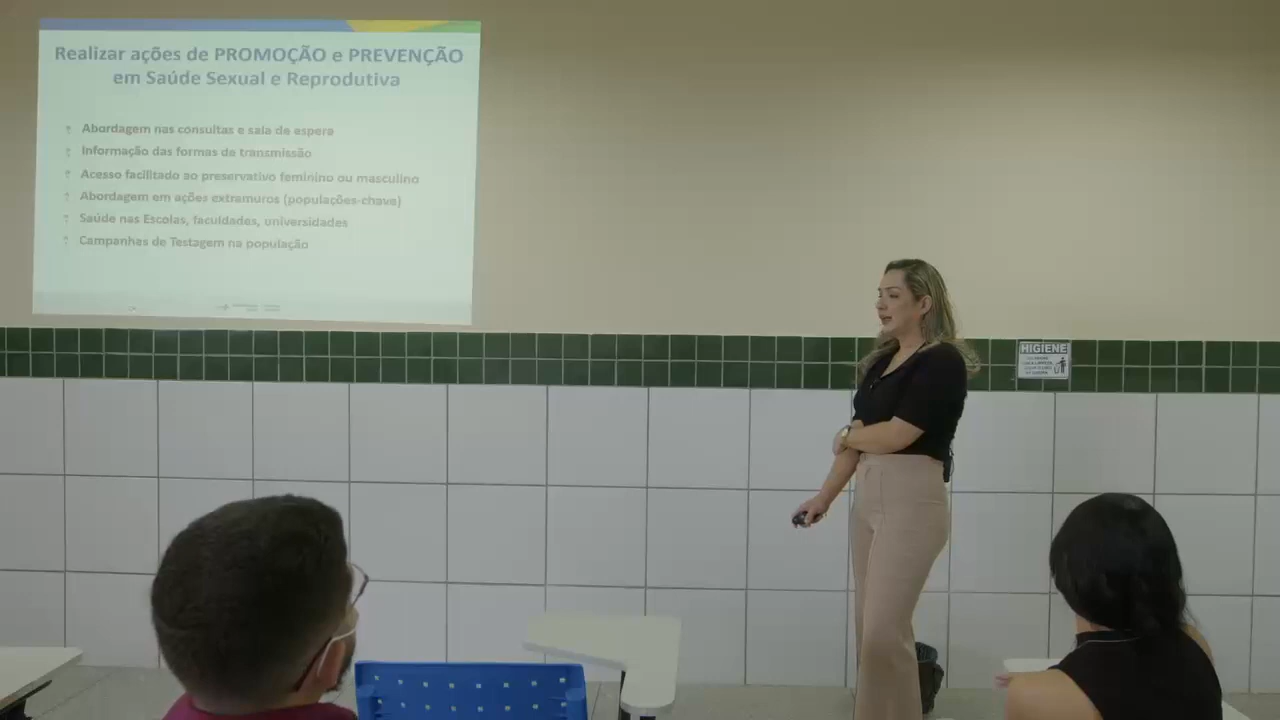 Realizar ações de PROMOÇÃO e PREVENÇÃO
em Saúde Sexual e Reprodutiva
Abordagem nas consultas e sala de espera
Informação das formas de transmissão
Acesso facilitado ao preservativo feminino ou masculino
Abordagem em ações extramuros (populações-chave)
Saúde nas Escolas, faculdades, universidades
Campanhas de Testagem na população
HIGIENE